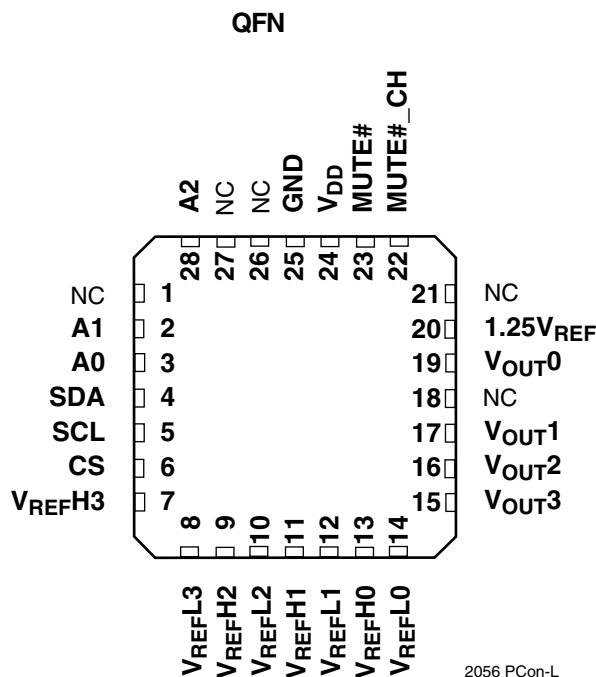 QFN
A2
NC
NC
GND
VDD
MUTE#
MUTE#_CH
28
27
26
25
24
23
22
NC 1
A1 2
A0 3
SDA 4
SCL 5
CS 6
VREFH3 7
21 NC
20 1.25VREF
19 VOUT0
18 NC
17 VOUT1
16 VOUT2
15 VOUT3
8
9
10
11
12
13
14
VREFL3
VREFH2
VREFL2
VREFH1
VREFL1
VREFH0
VREFL0
2056 PCon-L